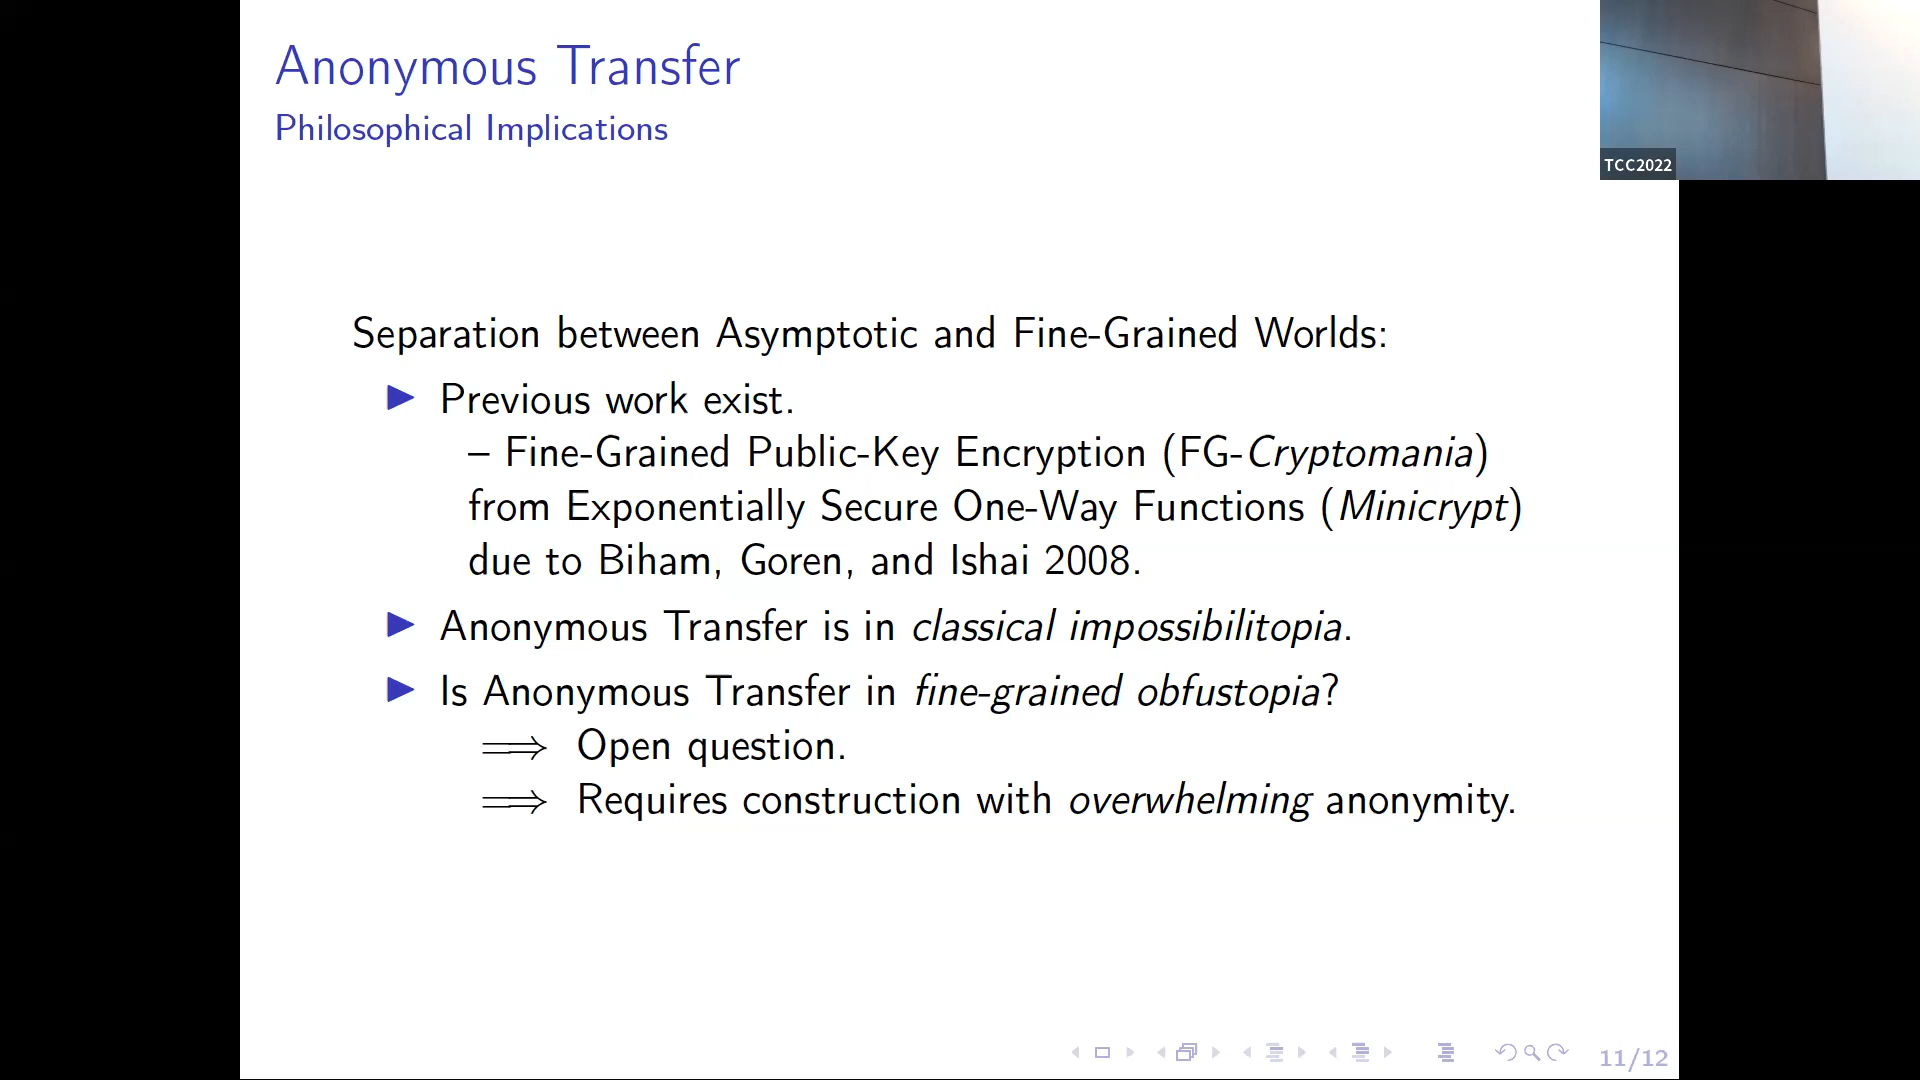 Anonymous Transfer
Philosophical Implications
TCC2022
Separation between Asymptotic and Fine-Grained Worlds:
Previous work exist.
– Fine-Grained Public-Key Encryption (FG-Cryptomania)
from Exponentially Secure One-Way Functions (Minicrypt)
due to Biham, Goren, and Ishai 2008.
Anonymous Transfer is in classical impossibilitopia.
Is Anonymous Transfer in fine-grained obfustopia?
⟹ Open question.
⟹ Requires construction with overwhelming anonymity.
11/12